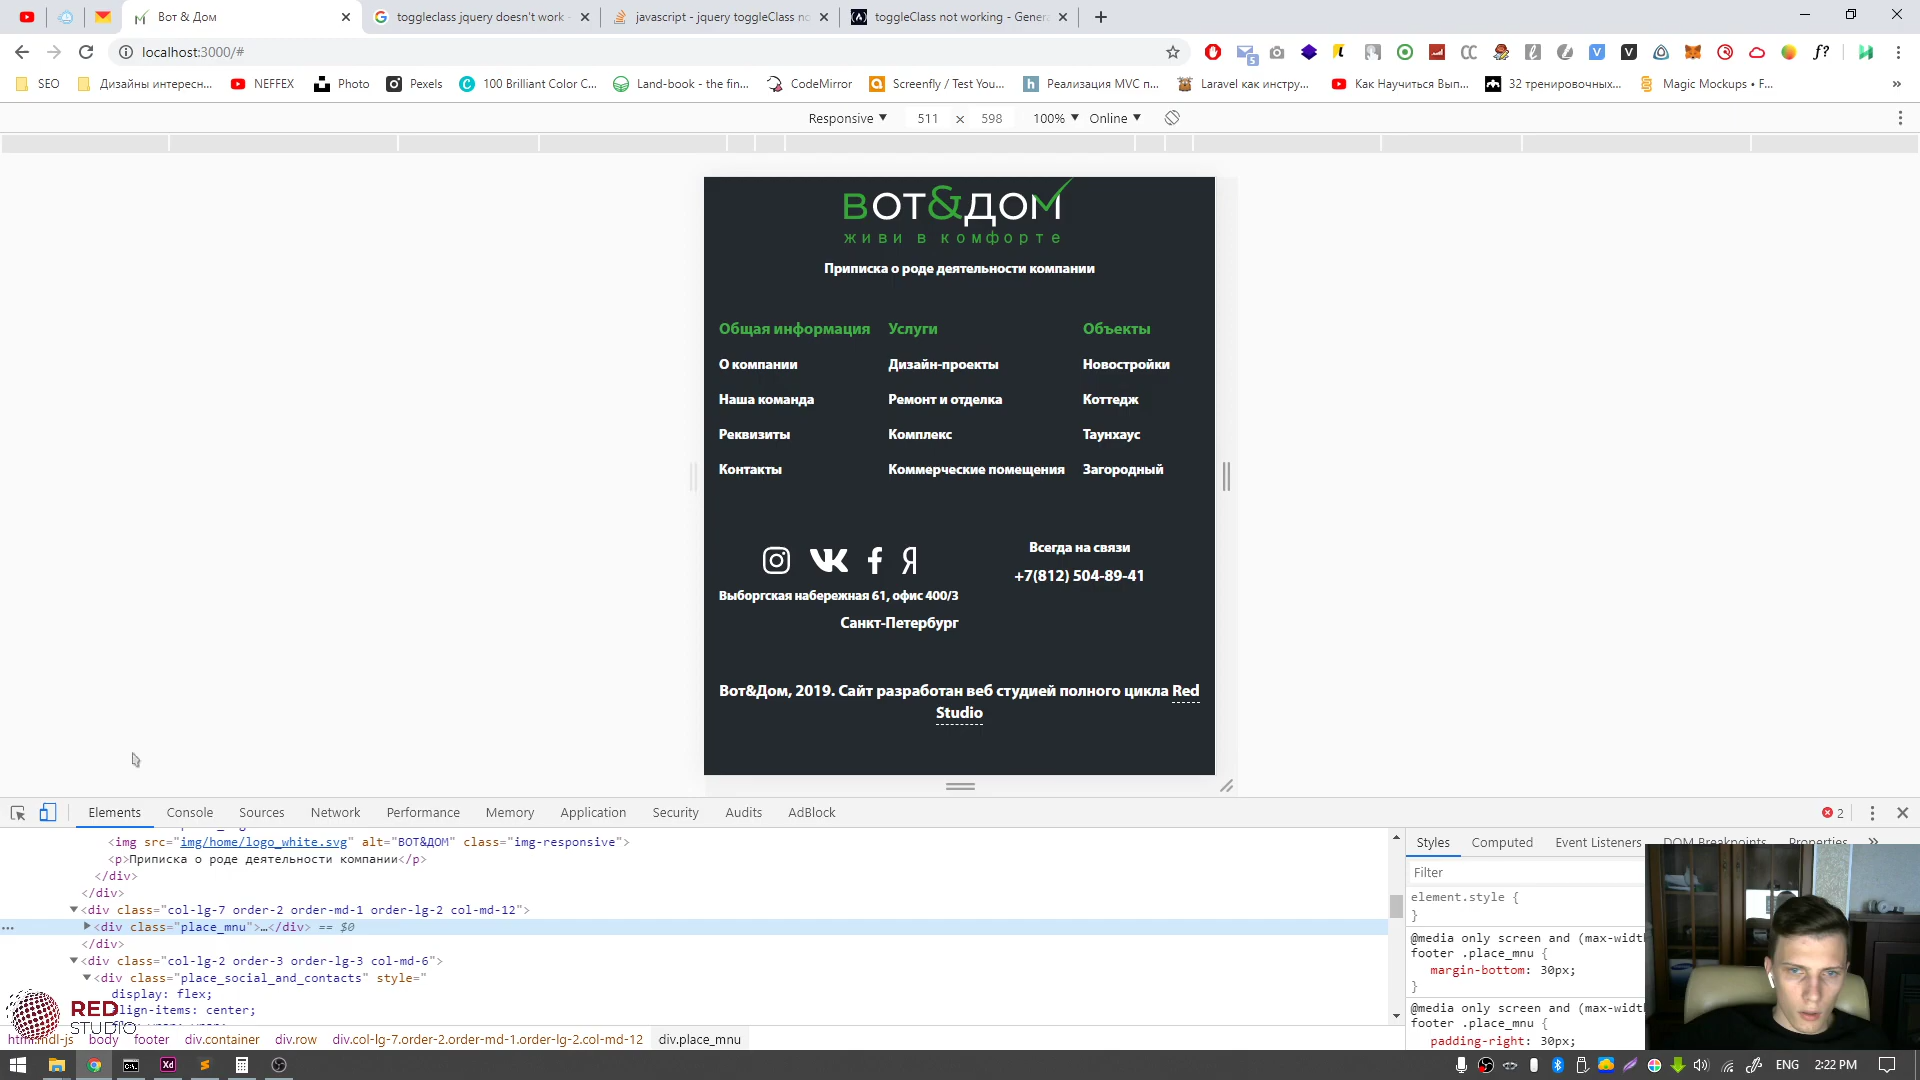 Вот & Дом
toggleclass jquery doesn't work -
javascript - jquery toggleClass no
toggleClass not working - Genera
localhost:3000/#
SEO
Дизайны интересн...
NEFFEX
Photo
Pexels
100 Brilliant Color C...
Land-book - the fin...
CodeMirror
Screenfly / Test You...
Реализация MVC п...
Laravel как инстру...
Как Научиться Вып...
32 тренировочных...
Magic Mockups • F...
Responsive
511 x 598
100%
Online
ВОТ&ДОМ
живи в комфорте
Приписка о роде деятельности компании
Общая информация Услуги Объекты
О компании Дизайн-проекты Новостройки
Наша команда Ремонт и отделка Коттедж
Реквизиты Комплекс Таунхаус
Контакты Коммерческие помещения Загородный
Всегда на связи
+7(812) 504-89-41
Выборгская набережная 61, офис 400/3
Санкт-Петербург
Вот&Дом, 2019. Сайт разработан веб студией полного цикла Red
Studio
Elements Console Sources Network Performance Memory Application Security Audits AdBlock
2
<img src="img/home/logo_white.svg" alt="ВОТ&ДОМ" class="img-responsive">
<p>Приписка о роде деятельности компании</p>
</div>
</div>
<div class="col-lg-7 order-2 order-md-1 order-lg-2 col-md-12">
<div class="place_mnu">…</div> == $0
</div>
<div class="col-lg-2 order-3 order-lg-3 col-md-6">
<div class="place_social_and_contacts" style="
display: flex;
align-items: center;
RED
STUDIO
body footer div.container div.row div.col-lg-7.order-2.order-md-1.order-lg-2.col-md-12 div.place_mnu
Styles Computed Event Listeners DOM Breakpoints Properties
Filter
element.style {
}
@media only screen and (max-width
footer .place_mnu {
margin-bottom: 30px;
}
@media only screen and (max-width
footer .place_mnu {
padding-right: 30px;
ENG 2:22 PM